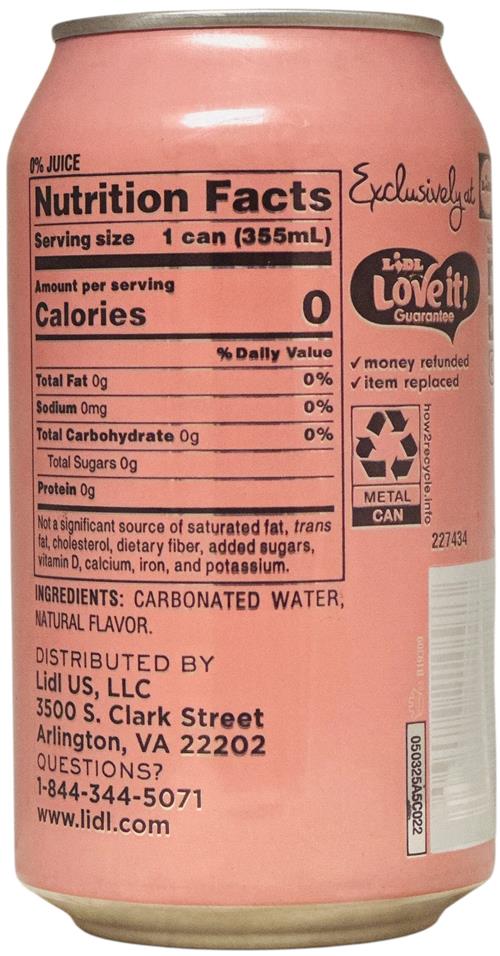 0% JUICE
Nutrition Facts
Serving size 1 can (355mL)
Amount per serving
Calories 0
% Daily Value
Total Fat 0g 0%
Sodium 0mg 0%
Total Carbohydrate 0g 0%
Total Sugars 0g
Protein 0g
Not a significant source of saturated fat, trans
fat, cholesterol, dietary fiber, added sugars,
vitamin D, calcium, iron, and potassium.
INGREDIENTS: CARBONATED WATER,
NATURAL FLAVOR.
DISTRIBUTED BY
Lidl US, LLC
3500 S. Clark Street
Arlington, VA 22202
QUESTIONS?
1-844-344-5071
www.lidl.com
Exclusively at
LIDL
Love it!
Guarantee
✓ money refunded
✓ item replaced
METAL
CAN
how2recycle.info
227434
819309
050325A5C022